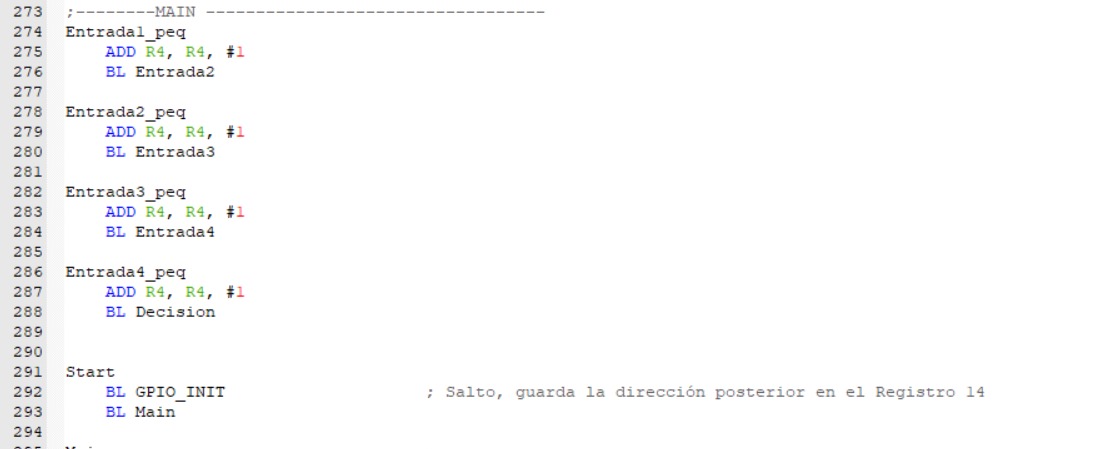 273 ;--------MAIN ----------------------------------
274 Entrada1_peq
275     ADD R4, R4, #1
276     BL Entrada2
277
278 Entrada2_peq
279     ADD R4, R4, #1
280     BL Entrada3
281
282 Entrada3_peq
283     ADD R4, R4, #1
284     BL Entrada4
285
286 Entrada4_peq
287     ADD R4, R4, #1
288     BL Decision
289
290
291 Start
292     BL GPIO_INIT                    ; Salto, guarda la dirección posterior en el Registro 14
293     BL Main
294